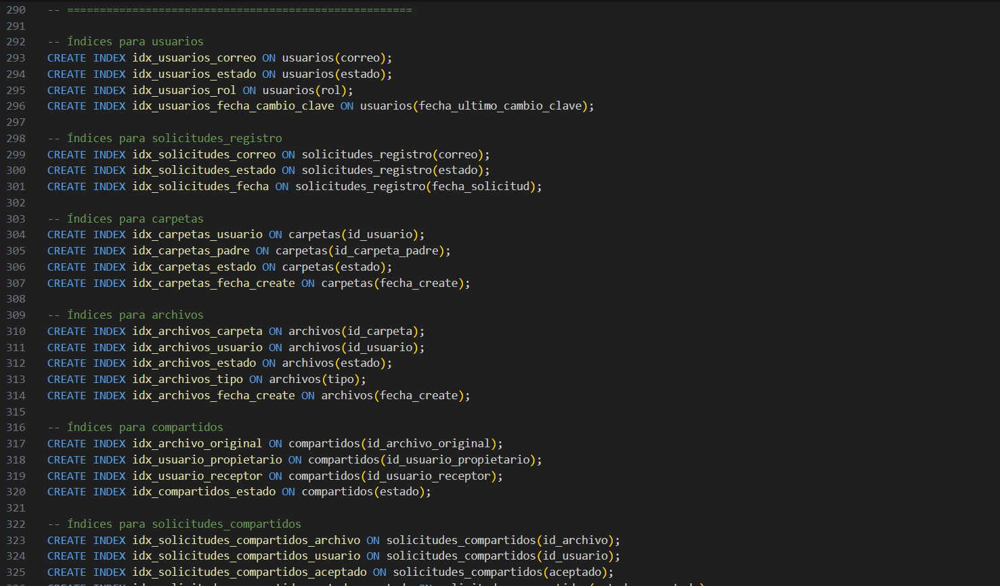 290 -- =====================================================
291
292 -- Índices para usuarios
293 CREATE INDEX idx_usuarios_correo ON usuarios(correo);
294 CREATE INDEX idx_usuarios_estado ON usuarios(estado);
295 CREATE INDEX idx_usuarios_rol ON usuarios(rol);
296 CREATE INDEX idx_usuarios_fecha_cambio_clave ON usuarios(fecha_ultimo_cambio_clave);
297
298 -- Índices para solicitudes_registro
299 CREATE INDEX idx_solicitudes_correo ON solicitudes_registro(correo);
300 CREATE INDEX idx_solicitudes_estado ON solicitudes_registro(estado);
301 CREATE INDEX idx_solicitudes_fecha ON solicitudes_registro(fecha_solicitud);
302
303 -- Índices para carpetas
304 CREATE INDEX idx_carpetas_usuario ON carpetas(id_usuario);
305 CREATE INDEX idx_carpetas_padre ON carpetas(id_carpeta_padre);
306 CREATE INDEX idx_carpetas_estado ON carpetas(estado);
307 CREATE INDEX idx_carpetas_fecha_create ON carpetas(fecha_create);
308
309 -- Índices para archivos
310 CREATE INDEX idx_archivos_carpeta ON archivos(id_carpeta);
311 CREATE INDEX idx_archivos_usuario ON archivos(id_usuario);
312 CREATE INDEX idx_archivos_estado ON archivos(estado);
313 CREATE INDEX idx_archivos_tipo ON archivos(tipo);
314 CREATE INDEX idx_archivos_fecha_create ON archivos(fecha_create);
315
316 -- Índices para compartidos
317 CREATE INDEX idx_archivo_original ON compartidos(id_archivo_original);
318 CREATE INDEX idx_usuario_propietario ON compartidos(id_usuario_propietario);
319 CREATE INDEX idx_usuario_receptor ON compartidos(id_usuario_receptor);
320 CREATE INDEX idx_compartidos_estado ON compartidos(estado);
321
322 -- Índices para solicitudes_compartidos
323 CREATE INDEX idx_solicitudes_compartidos_archivo ON solicitudes_compartidos(id_archivo);
324 CREATE INDEX idx_solicitudes_compartidos_usuario ON solicitudes_compartidos(id_usuario);
325 CREATE INDEX idx_solicitudes_compartidos_aceptado ON solicitudes_compartidos(aceptado);